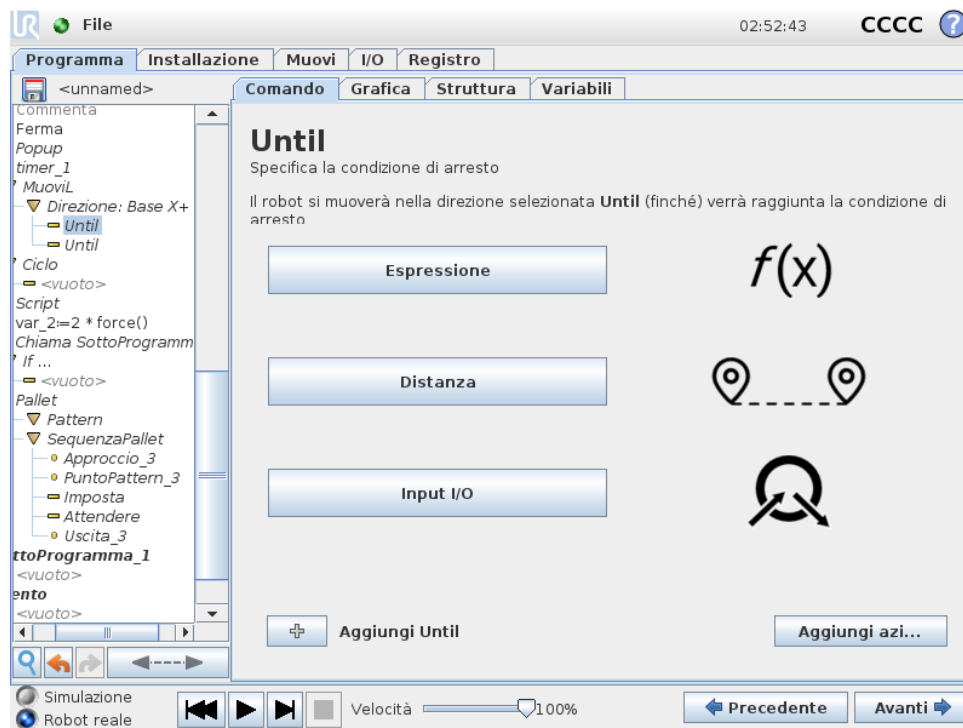 UR File 02:52:43 CCCC ?
Programma Installazione Muovi I/O Registro
<unnamed>
Comando Grafica Struttura Variabili
Commenta
Ferma
Popup
timer_1
MuoviL
Direzione: Base X+
Until
Until
Ciclo
<vuoto>
Script
var_2:=2 * force()
Chiama SottoProgramm
If ...
<vuoto>
Pallet
Pattern
SequenzaPallet
Approccio_3
PuntoPattern_3
Imposta
Attendere
Uscita_3
ttoProgramma_1
<vuoto>
ento
<vuoto>
Until
Specifica la condizione di arresto
Il robot si muoverà nella direzione selezionata Until (finché) verrà raggiunta la condizione di
arresto
Espressione f(x)
Distanza
Input I/O
Aggiungi Until Aggiungi azi...
Simulazione
Robot reale
Velocità 100%
Precedente Avanti